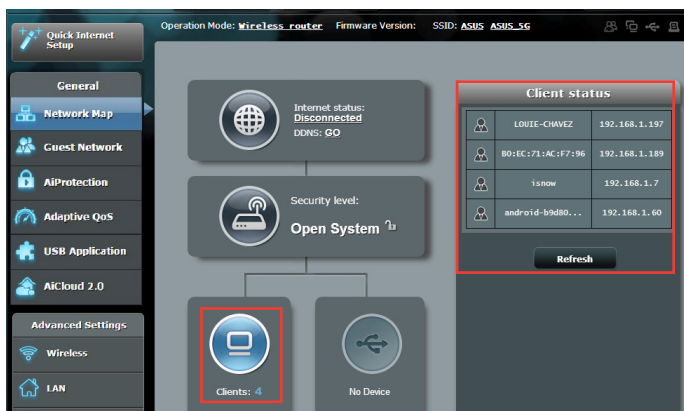 Quick Internet
Setup
Operation Mode: Wireless router Firmware Version: SSID: ASUS ASUS_5G
General
Network Map
Guest Network
AiProtection
Adaptive QoS
USB Application
AiCloud 2.0
Advanced Settings
Wireless
LAN
Internet status:
Disconnected
DDNS: GO
Security level:
Open System
Clients: 4
No Device
Client status
LOUIE-CHAVEZ 192.168.1.197
B0:EC:71:AC:F7:96 192.168.1.189
isnow 192.168.1.7
android-b9d80... 192.168.1.60
Refresh